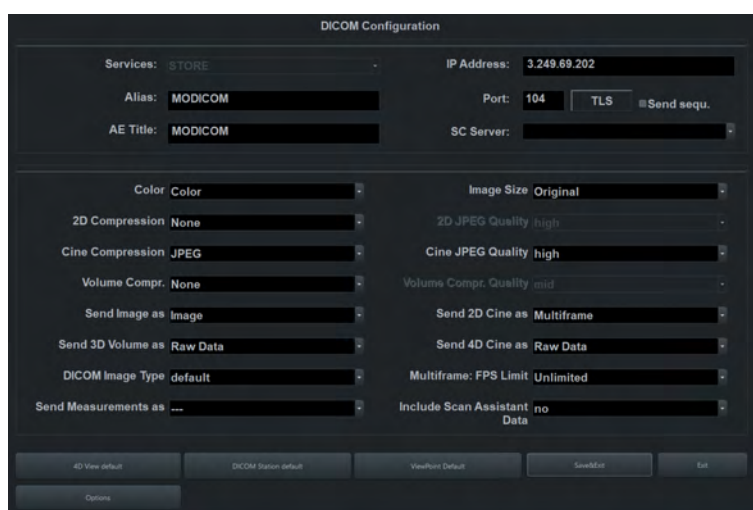 DICOM Configuration
Services: STORE
IP Address: 3.249.69.202
Alias: MODICOM
Port: 104 TLS Send sequ.
AE Title: MODICOM
SC Server:
Color Color
Image Size Original
2D Compression None
2D JPEG Quality high
Cine Compression JPEG
Cine JPEG Quality high
Volume Compr. None
Volume Compr. Quality mid
Send Image as Image
Send 2D Cine as Multiframe
Send 3D Volume as Raw Data
Send 4D Cine as Raw Data
DICOM Image Type default
Multiframe: FPS Limit Unlimited
Send Measurements as ---
Include Scan Assistant no
Data
4D View default
DICOM Station default
ViewPoint Default
Save&Exit
Exit
Options